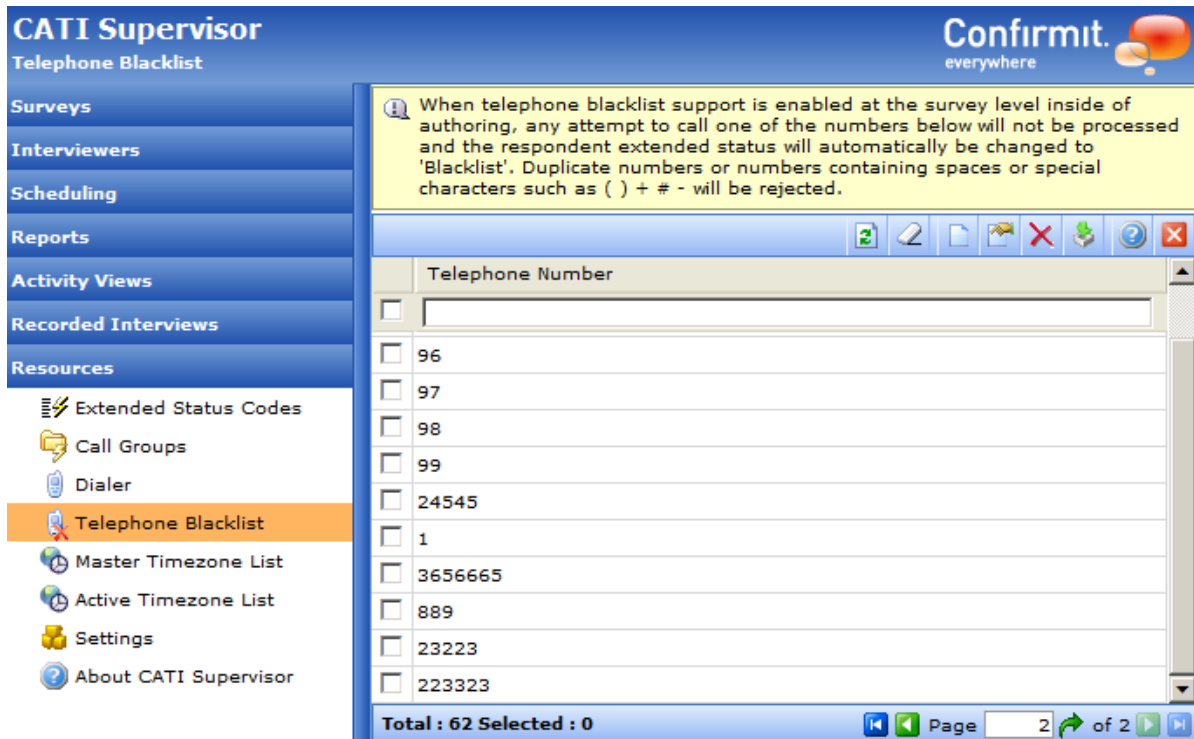 CATI Supervisor
Telephone Blacklist
Confirmit.
everywhere
Surveys
Interviewers
Scheduling
Reports
Activity Views
Recorded Interviews
Resources
Extended Status Codes
Call Groups
Dialer
Telephone Blacklist
Master Timezone List
Active Timezone List
Settings
About CATI Supervisor
When telephone blacklist support is enabled at the survey level inside of
authoring, any attempt to call one of the numbers below will not be processed
and the respondent extended status will automatically be changed to
'Blacklist'. Duplicate numbers or numbers containing spaces or special
characters such as ( ) + # - will be rejected.
Telephone Number
96
97
98
99
24545
1
3656665
889
23223
223323
Total : 62 Selected : 0
Page 2 of 2